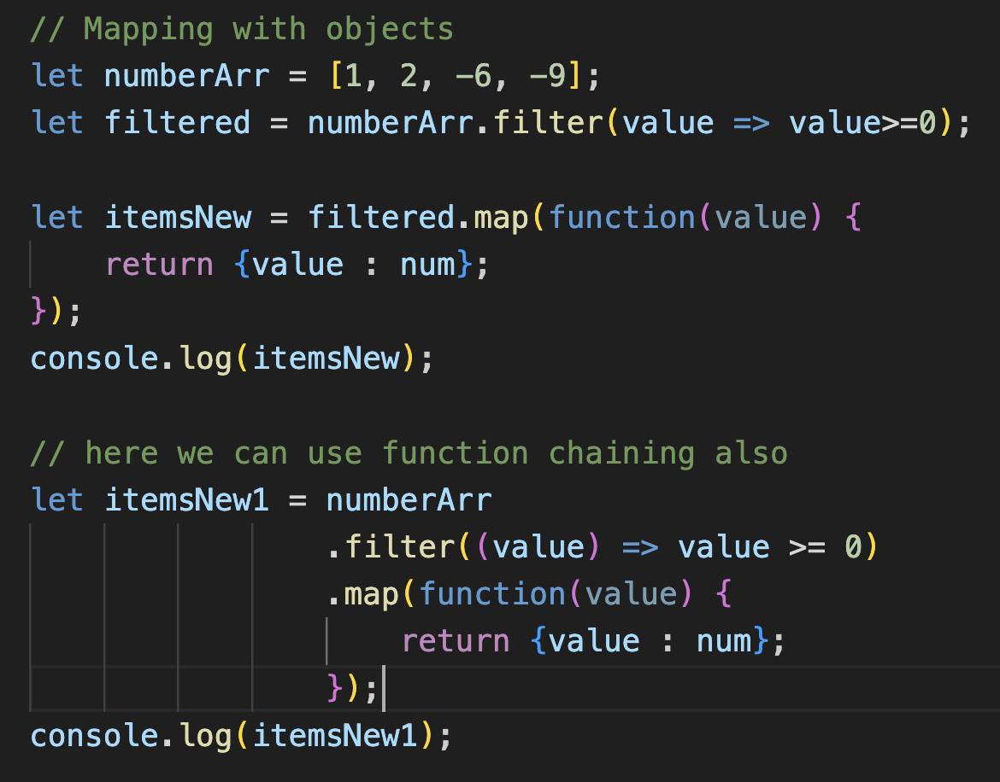 // Mapping with objects
let numberArr = [1, 2, -6, -9];
let filtered = numberArr.filter(value => value>=0);

let itemsNew = filtered.map(function(value) {
    return {value : num};
});
console.log(itemsNew);

// here we can use function chaining also
let itemsNew1 = numberArr
                .filter((value) => value >= 0)
                .map(function(value) {
                    return {value : num};
                });
console.log(itemsNew1);